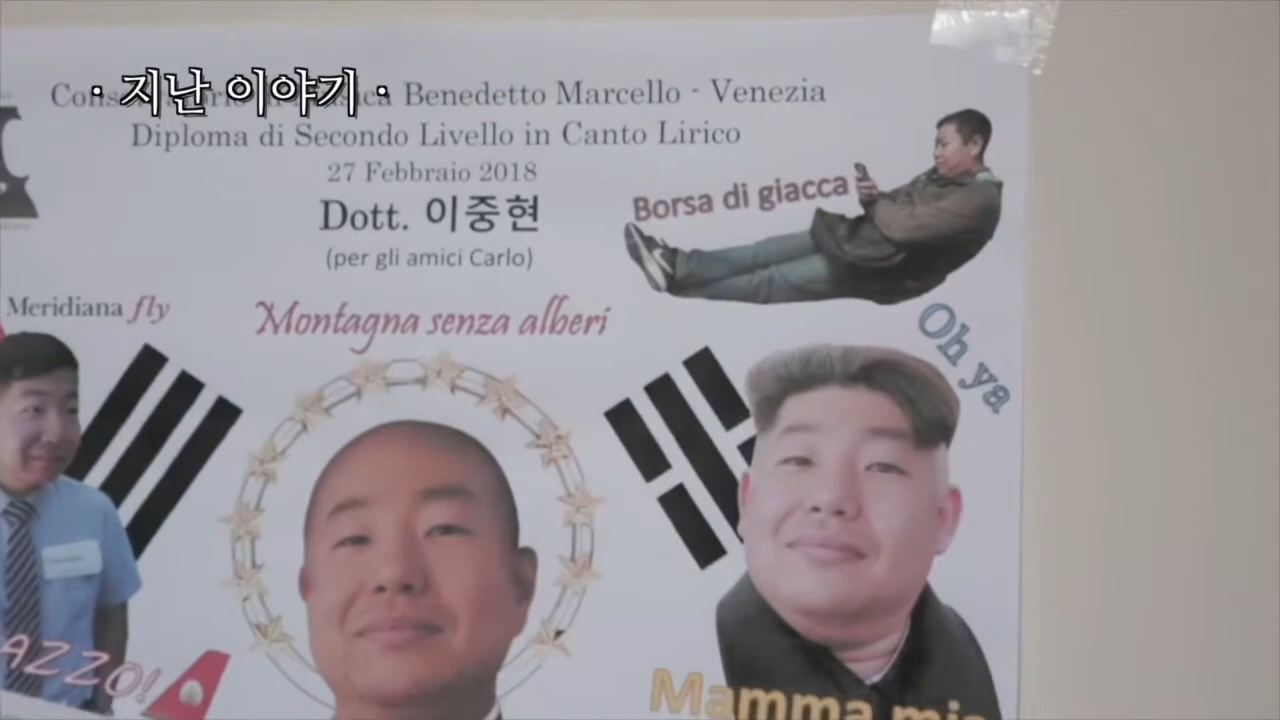 · 지난 이야기 ·
Benedetto Marcello - Venezia
Diploma di Secondo Livello in Canto Lirico
27 Febbraio 2018
Dott. 이중현
(per gli amici Carlo)
Borsa di giacca
Meridiana fly
Montagna senza alberi
Oh ya
AZZO!
Mamma